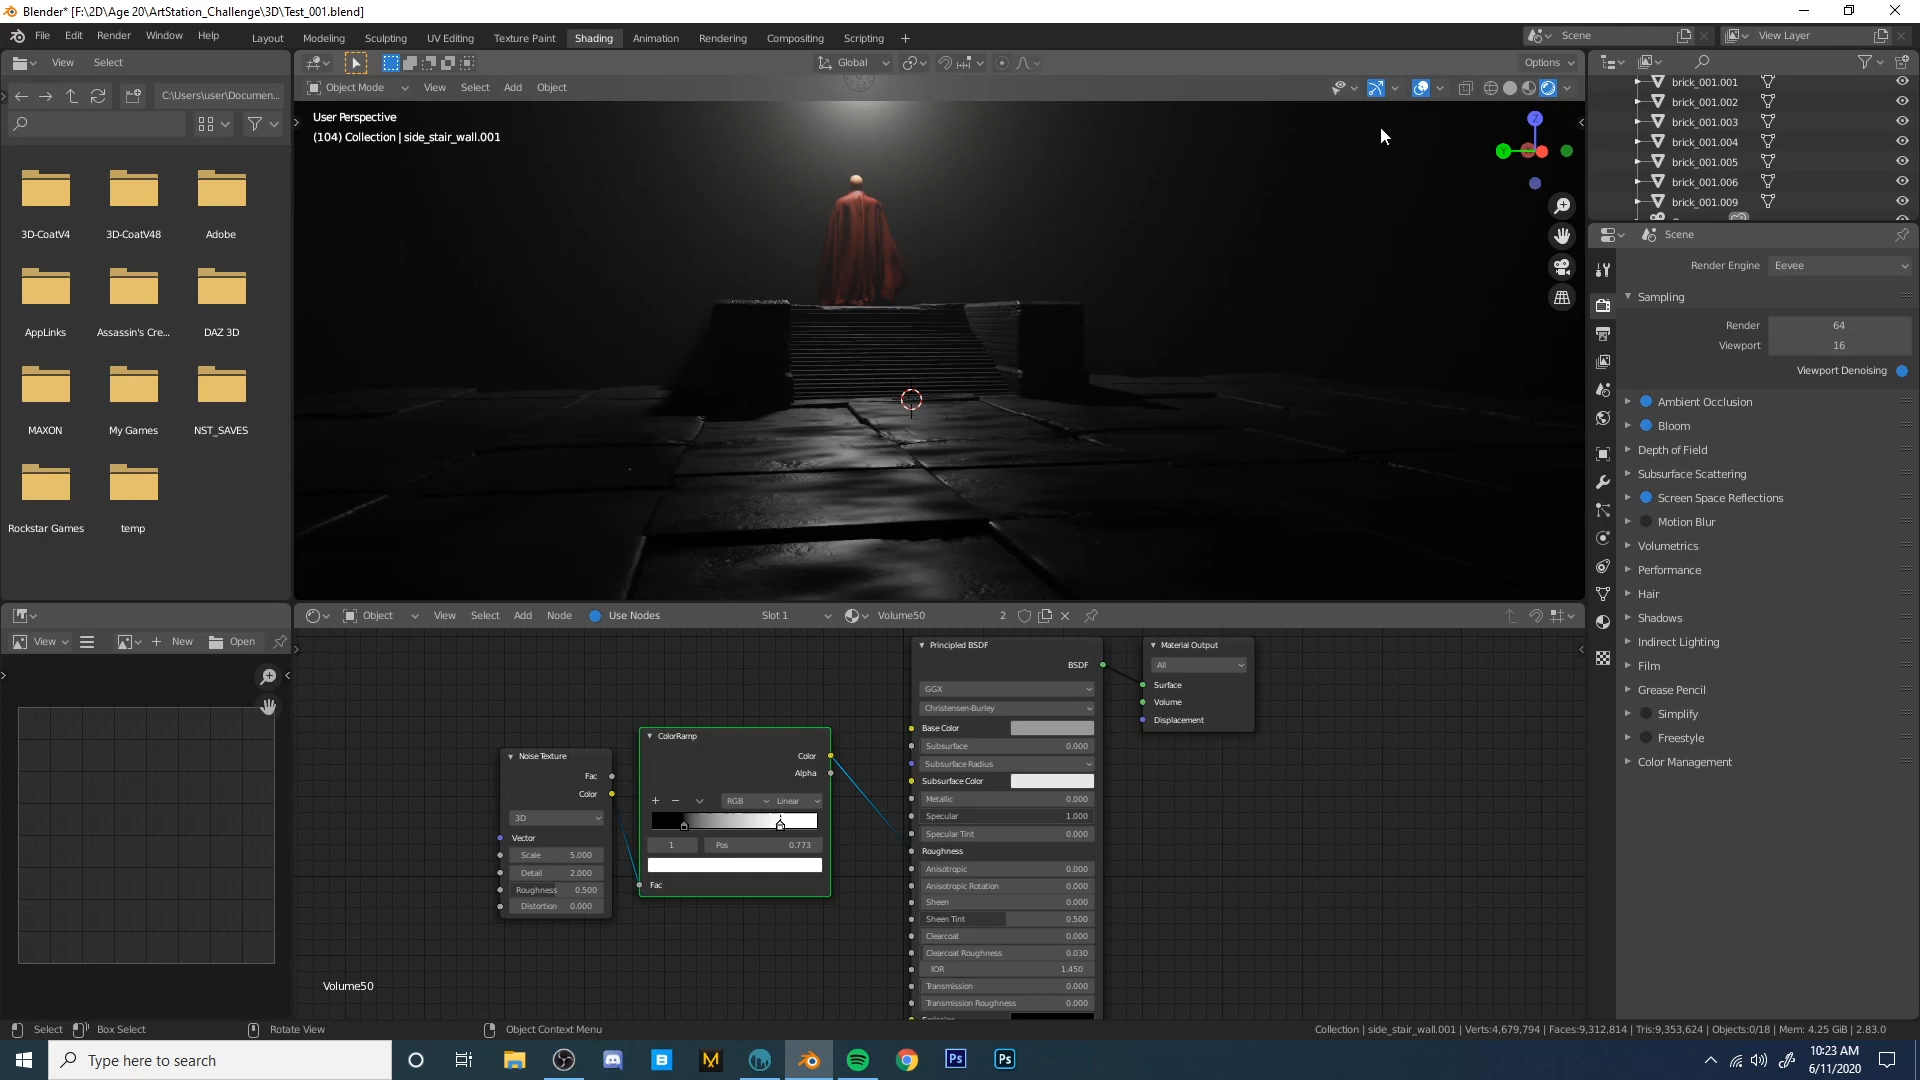 Blender* [F:\2D\Age 20\ArtStation_Challenge\3D\Test_001.blend]
File Edit Render Window Help Layout Modeling Sculpting UV Editing Texture Paint Shading Animation Rendering Compositing Scripting + Scene View Layer
View Select Global Options
C:\Users\user\Documen... Object Mode View Select Add Object
User Perspective
(104) Collection | side_stair_wall.001
Z
Y
brick_001.001
brick_001.002
brick_001.003
brick_001.004
brick_001.005
brick_001.006
brick_001.009
3D-CoatV4 3D-CoatV48 Adobe
AppLinks Assassin's Cre... DAZ 3D
MAXON My Games NST_SAVES
Rockstar Games temp
Scene
Render Engine Eevee
Sampling
Render 64
Viewport 16
Viewport Denoising
Ambient Occlusion
Bloom
Depth of Field
Subsurface Scattering
Screen Space Reflections
Motion Blur
Volumetrics
Performance
Hair
Shadows
Indirect Lighting
Film
Grease Pencil
Simplify
Freestyle
Color Management
Object View Select Add Node Use Nodes Slot 1 Volume50 2
View New Open
Noise Texture
Fac
Color
3D
Vector
Scale 5.000
Detail 2.000
Roughness 0.500
Distortion 0.000
ColorRamp
Color
Alpha
+ − RGB Linear
1 Pos 0.773
Fac
Principled BSDF
BSDF
GGX
Christensen-Burley
Base Color
Subsurface 0.000
Subsurface Radius
Subsurface Color
Metallic 0.000
Specular 1.000
Specular Tint 0.000
Roughness
Anisotropic 0.000
Anisotropic Rotation 0.000
Sheen 0.000
Sheen Tint 0.500
Clearcoat 0.000
Clearcoat Roughness 0.030
IOR 1.450
Transmission 0.000
Transmission Roughness 0.000
Material Output
All
Surface
Volume
Displacement
Volume50
Select Box Select Rotate View Object Context Menu Collection | side_stair_wall.001 | Verts:4,679,794 | Faces:9,312,814 | Tris:9,353,624 | Objects:0/18 | Mem: 4.25 GiB | 2.83.0
Type here to search Ps Ps 10:23 AM
6/11/2020